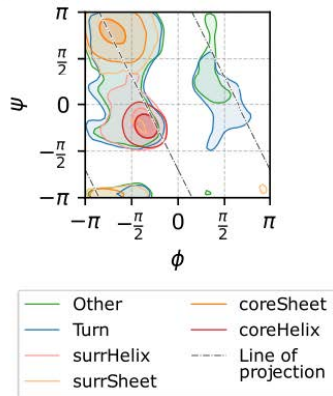 π
π/2
0
−π/2
−π
ψ
−π −π/2 0 π/2 π
ϕ
Other
Turn
surrHelix
surrSheet
coreSheet
coreHelix
Line of
projection